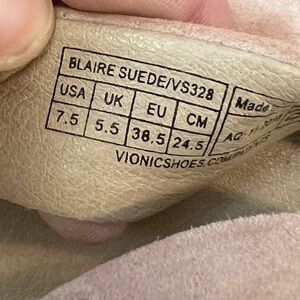 BLAIRE SUEDE/VS328
USA UK EU CM
7.5 5.5 38.5 24.5
Made
VIONICSHOES.COM